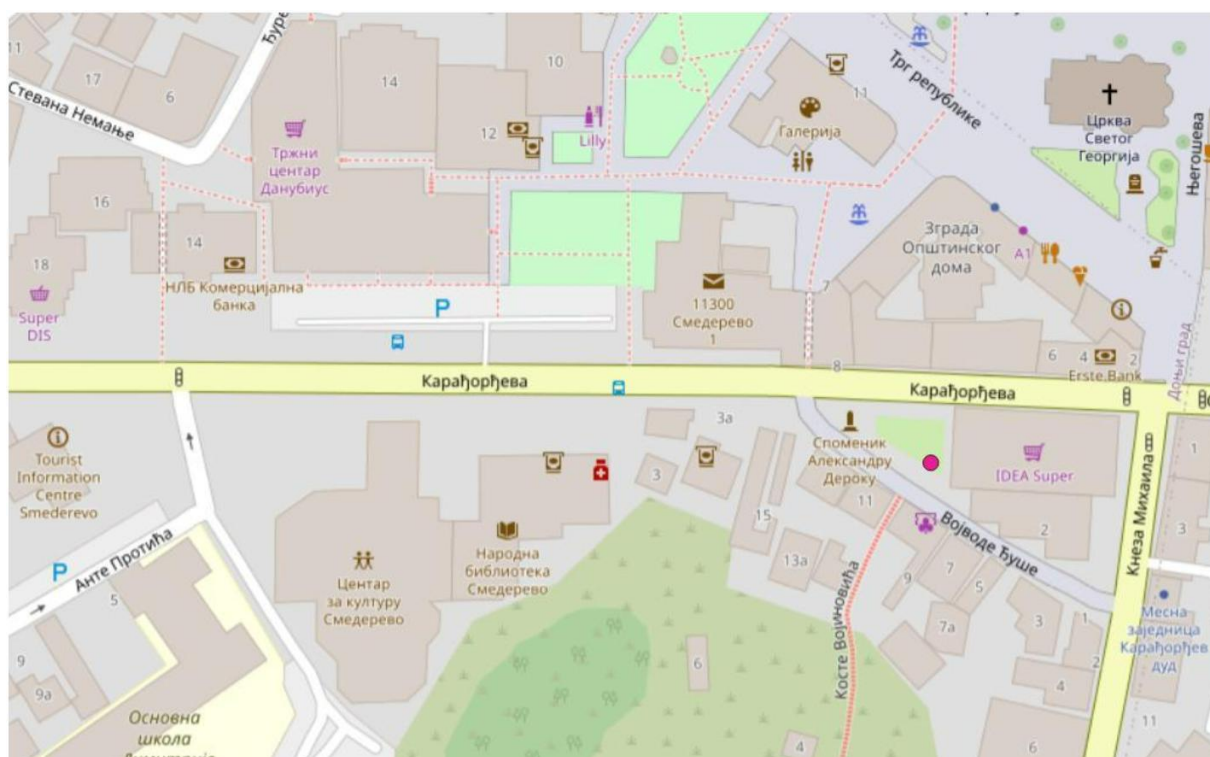 11
17
6
Ђуре
Стевана Немање
14
10
12
Lilly
Тржни
центар
Данубиус
16
14
18
НЛБ Комерцијална
банка
Super
DIS
P
11
Галерија
Трг републике
Црква
Светог
Георгија
Његошева
Зграда
Општинског
дома
A1
7
11300
Смедерево
1
8
6
4
2
Erste Bank
Доњи град
Карађорђева
Карађорђева
Tourist
Information
Centre
Smederevo
P
Анте Протића
5
9
9a
Основна
школа
Центар
за културу
Смедерево
Народна
библиотека
Смедерево
3a
3
15
13a
11
Споменик
Александру
Дероку
IDEA Super
2
Војводе Ђуше
Кнеза Михаила
1
3
9
7
5
7a
3
1
2
4
6
6
4
Косте Војиновића
Месна
заједница
Карађорђев
дуд
11